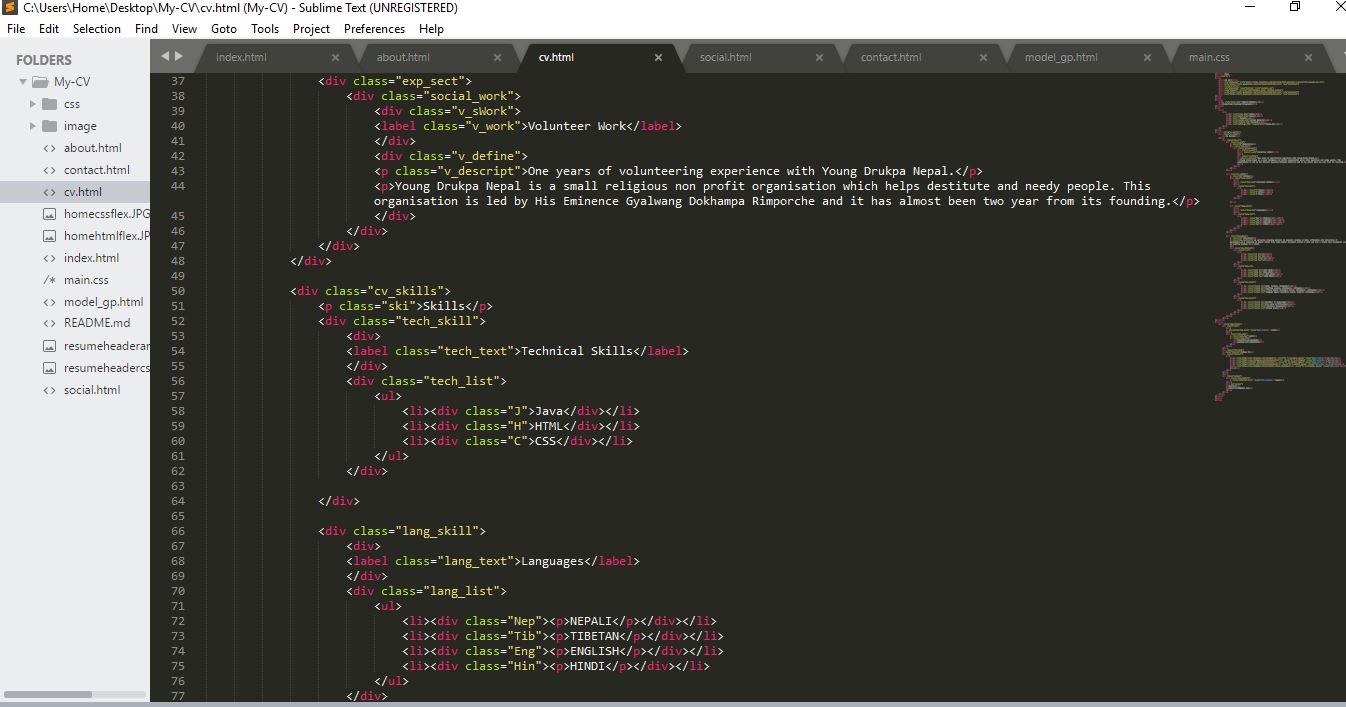 C:\Users\Home\Desktop\My-CV\cv.html (My-CV) - Sublime Text (UNREGISTERED)
File Edit Selection Find View Goto Tools Project Preferences Help
FOLDERS
My-CV
css
image
about.html
contact.html
cv.html
homecssflex.JPG
homehtmlflex.JP
index.html
/* main.css
model_gp.html
README.md
resumeheaderar
resumeheadercs
social.html
index.html × about.html × cv.html × social.html × contact.html × model_gp.html × main.css ×
37 <div class="exp_sect">
38 <div class="social_work">
39 <div class="v_sWork">
40 <label class="v_work">Volunteer Work</label>
41 </div>
42 <div class="v_define">
43 <p class="v_descript">One years of volunteering experience with Young Drukpa Nepal.</p>
44 <p>Young Drukpa Nepal is a small religious non profit organisation which helps destitute and needy people. This
organisation is led by His Eminence Gyalwang Dokhampa Rimporche and it has almost been two year from its founding.</p>
45 </div>
46 </div>
47 </div>
48 </div>
49
50 <div class="cv_skills">
51 <p class="ski">Skills</p>
52 <div class="tech_skill">
53 <div>
54 <label class="tech_text">Technical Skills</label>
55 </div>
56 <div class="tech_list">
57 <ul>
58 <li><div class="J">Java</div></li>
59 <li><div class="H">HTML</div></li>
60 <li><div class="C">CSS</div></li>
61 </ul>
62 </div>
63
64 </div>
65
66 <div class="lang_skill">
67 <div>
68 <label class="lang_text">Languages</label>
69 </div>
70 <div class="lang_list">
71 <ul>
72 <li><div class="Nep"><p>NEPALI</p></div></li>
73 <li><div class="Tib"><p>TIBETAN</p></div></li>
74 <li><div class="Eng"><p>ENGLISH</p></div></li>
75 <li><div class="Hin"><p>HINDI</p></div></li>
76 </ul>
77 </div>